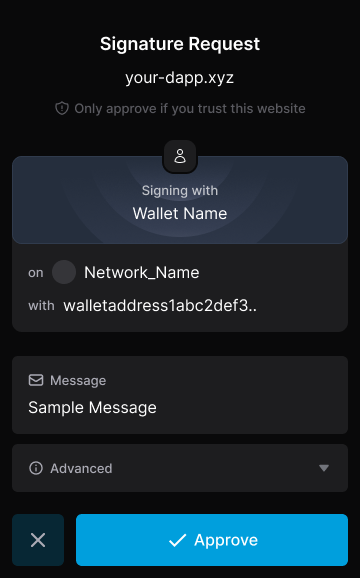 Signature Request
your-dapp.xyz
Only approve if you trust this website
Signing with
Wallet Name
on Network_Name
with walletaddress1abc2def3..
Message
Sample Message
Advanced
Approve